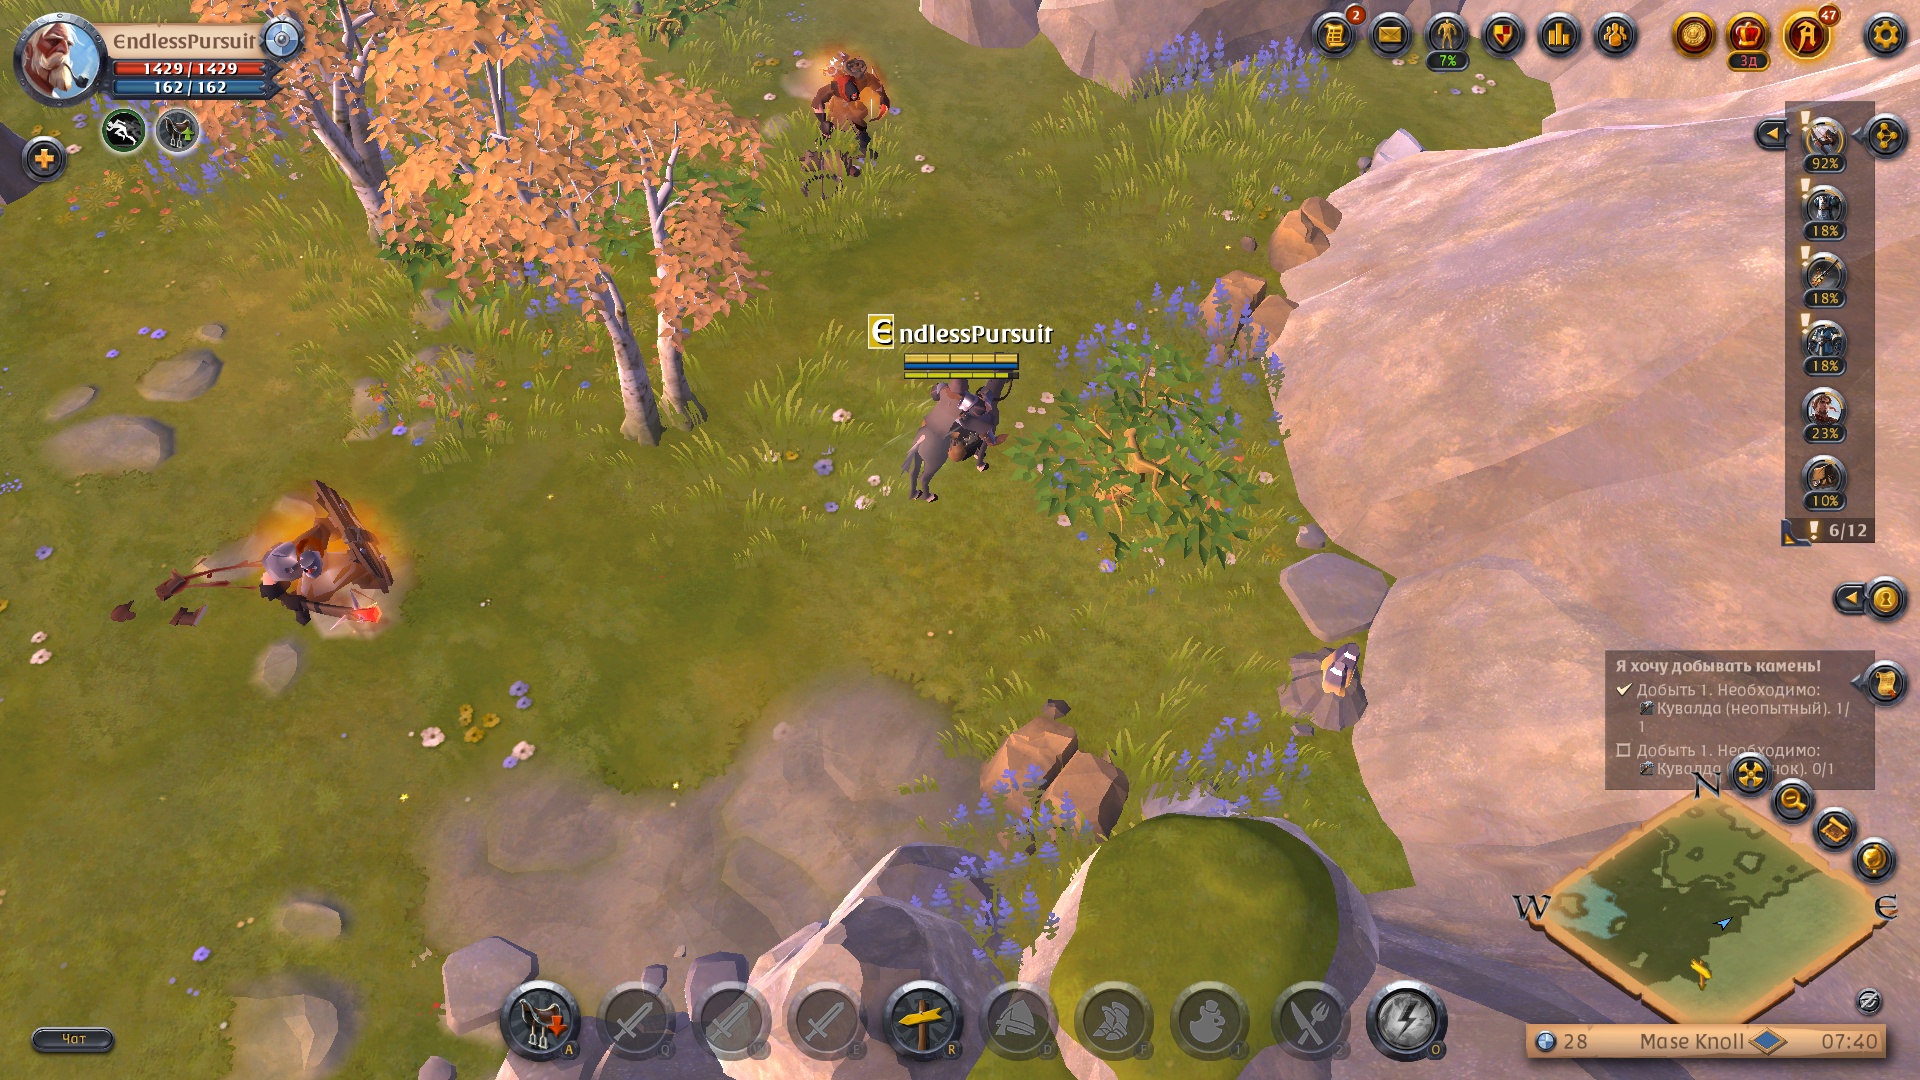 EndlessPursuit
1429/1429
162/162
2
7%
3д
47
92%
18%
18%
18%
23%
10%
6/12
EndlessPursuit
Я хочу добывать камень!
Добыть 1. Необходимо:
Кувалда (неопытный). 1/
1
Добыть 1. Необходимо:
Кувалда чок). 0/1
N
W
E
A
Q
W
E
R
D
F
1
2
O
Чат
28
Mase Knoll
07:40